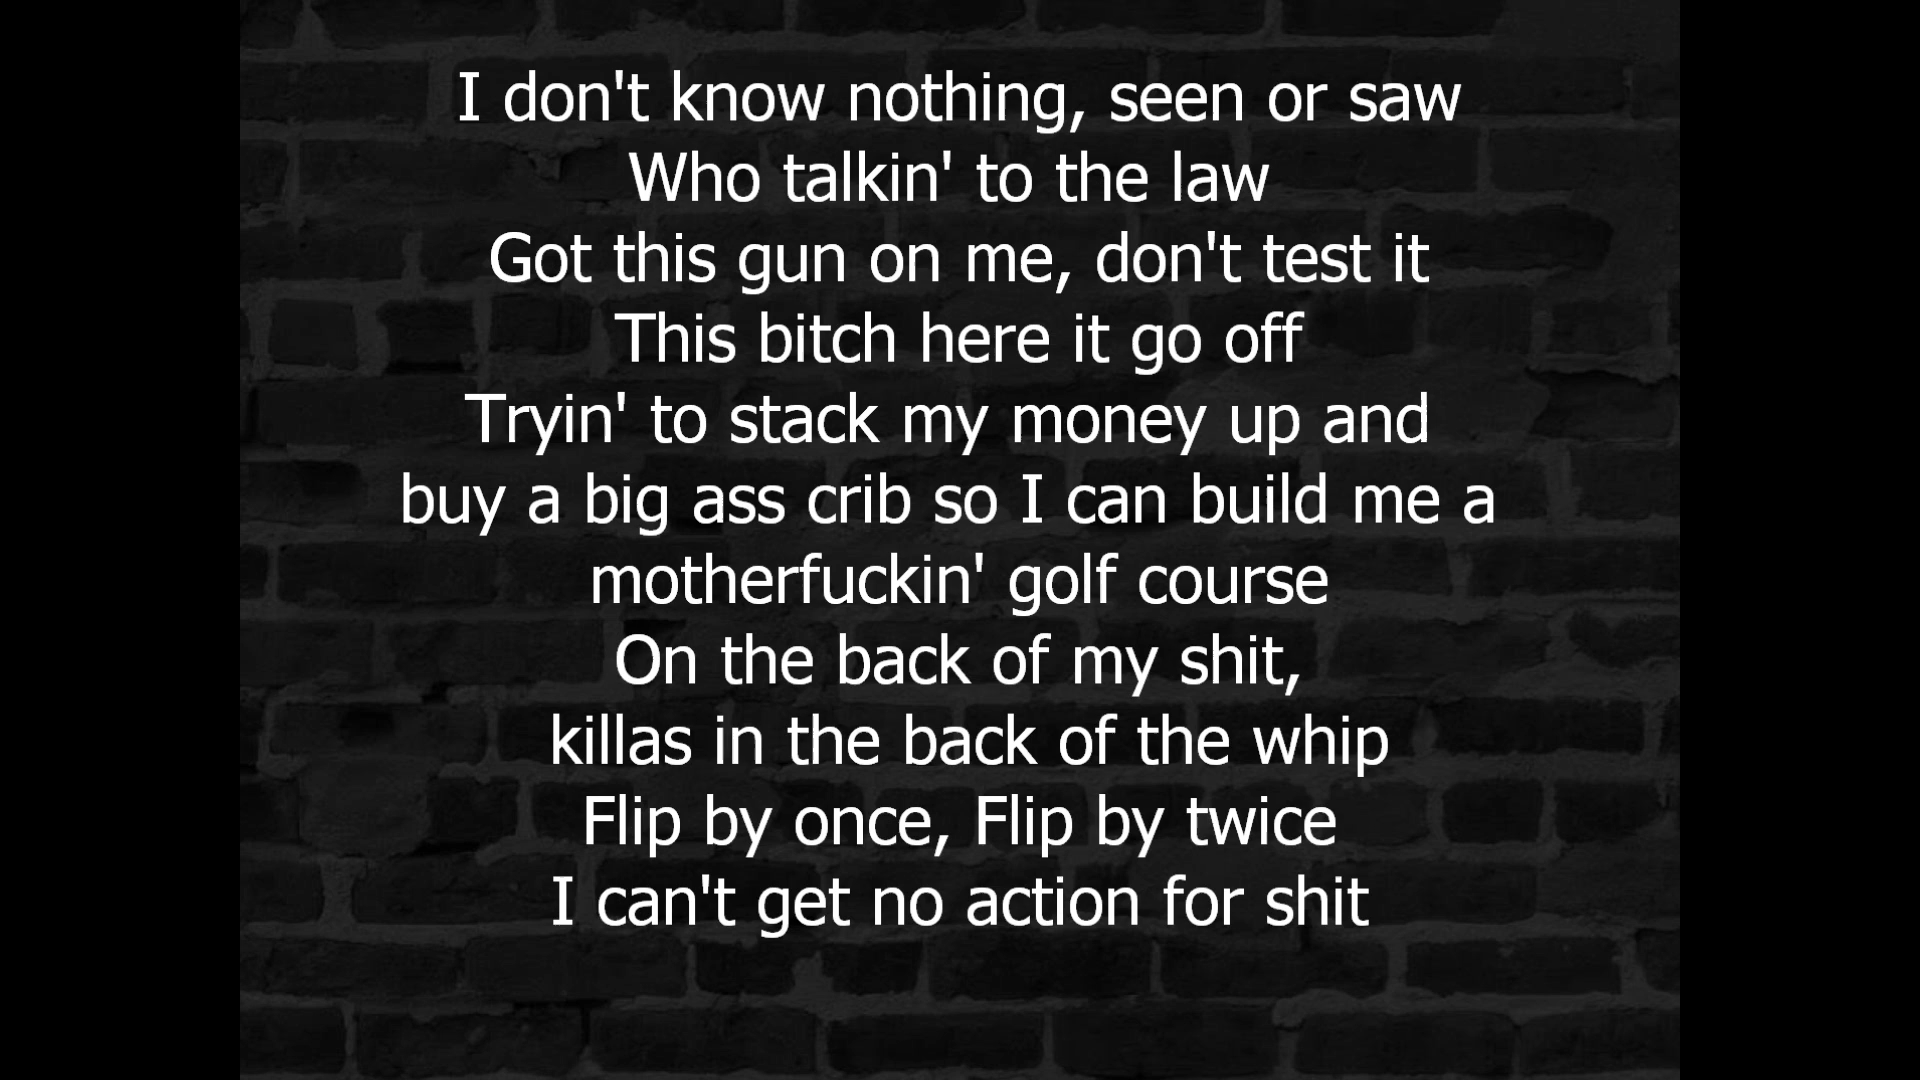 I don't know nothing, seen or saw
Who talkin' to the law
Got this gun on me, don't test it
This bitch here it go off
Tryin' to stack my money up and
buy a big ass crib so I can build me a
motherfuckin' golf course
On the back of my shit,
killas in the back of the whip
Flip by once, Flip by twice
I can't get no action for shit